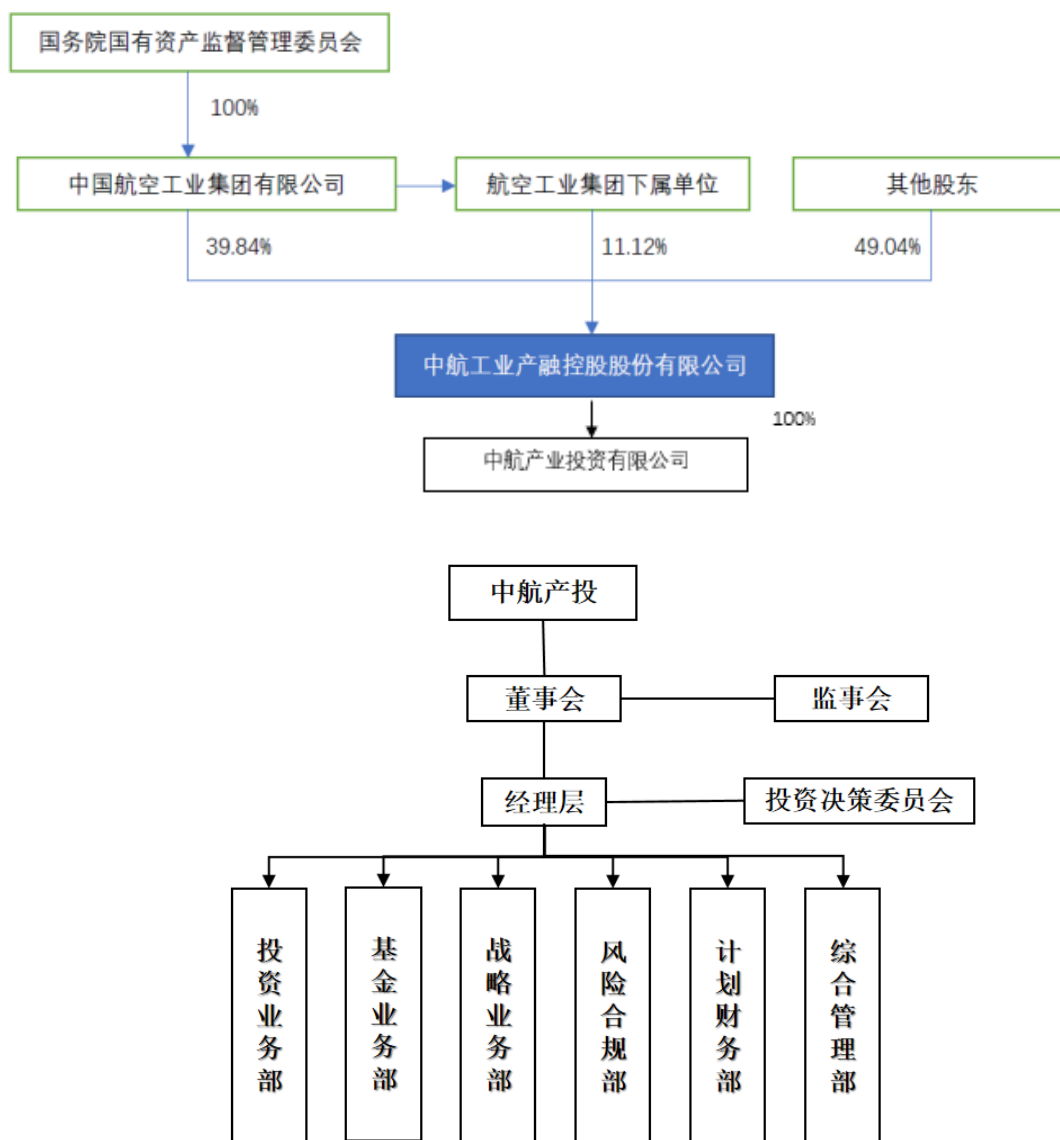 国务院国有资产监督管理委员会
100%
中国航空工业集团有限公司
航空工业集团下属单位
其他股东
39.84%
11.12%
49.04%
中航工业产融控股股份有限公司
100%
中航产业投资有限公司
中航产投
董事会
监事会
经理层
投资决策委员会
投资业务部
基金业务部
战略业务部
风险合规部
计划财务部
综合管理部